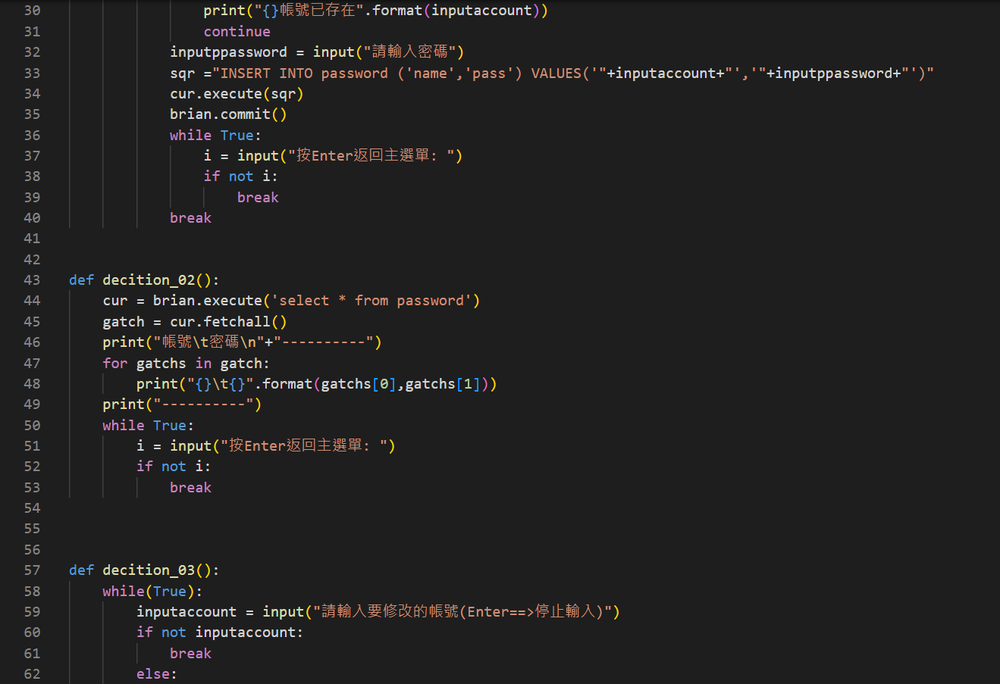 30                    print("{}帳號已存在".format(inputaccount))
31                    continue
32                inputppassword = input("請輸入密碼")
33                sqr ="INSERT INTO password ('name','pass') VALUES('"+inputaccount+"','"+inputppassword+"')"
34                cur.execute(sqr)
35                brian.commit()
36                while True:
37                    i = input("按Enter返回主選單: ")
38                    if not i:
39                        break
40                break
41
42
43    def decition_02():
44        cur = brian.execute('select * from password')
45        gatch = cur.fetchall()
46        print("帳號\t密碼\n"+"----------")
47        for gatchs in gatch:
48            print("{}\t{}".format(gatchs[0],gatchs[1]))
49        print("----------")
50        while True:
51            i = input("按Enter返回主選單: ")
52            if not i:
53                break
54
55
56
57    def decition_03():
58        while(True):
59            inputaccount = input("請輸入要修改的帳號(Enter==>停止輸入)")
60            if not inputaccount:
61                break
62            else: